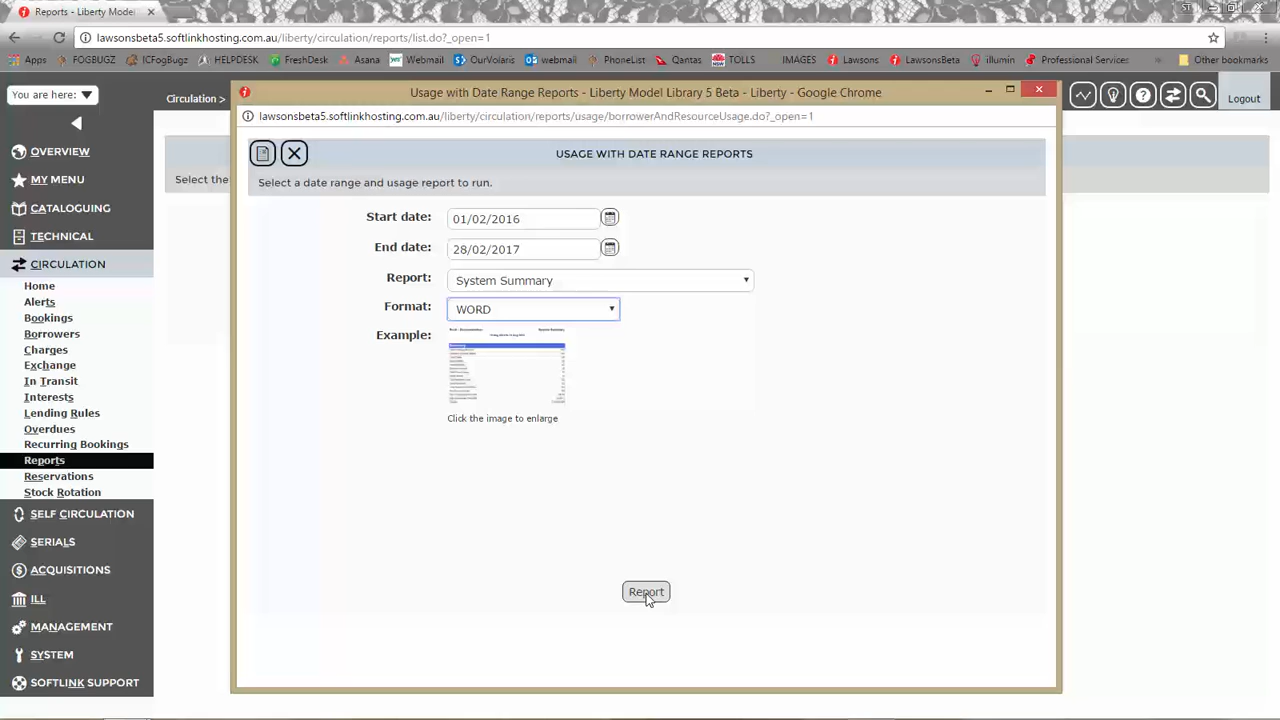 Reports - Liberty Model
lawsonsbeta5.softlinkhosting.com.au/liberty/circulation/reports/list.do?_open=1
Apps FOGBUGZ ICFogBugz HELPDESK FreshDesk Asana Webmail OurVolaris webmail PhoneList Qantas TOLLS IMAGES Lawsons LawsonsBeta illumin Professional Services Other bookmarks
You are here:
Circulation >
Logout
Usage with Date Range Reports - Liberty Model Library 5 Beta - Liberty - Google Chrome
lawsonsbeta5.softlinkhosting.com.au/liberty/circulation/reports/usage/borrowerAndResourceUsage.do?_open=1
USAGE WITH DATE RANGE REPORTS
Select the
Select a date range and usage report to run.
Start date: 01/02/2016
End date: 28/02/2017
Report: System Summary
Format: WORD
Example:
Click the image to enlarge
Report
OVERVIEW
MY MENU
CATALOGUING
TECHNICAL
CIRCULATION
Home
Alerts
Bookings
Borrowers
Charges
Exchange
In Transit
Interests
Lending Rules
Overdues
Recurring Bookings
Reports
Reservations
Stock Rotation
SELF CIRCULATION
SERIALS
ACQUISITIONS
ILL
MANAGEMENT
SYSTEM
SOFTLINK SUPPORT